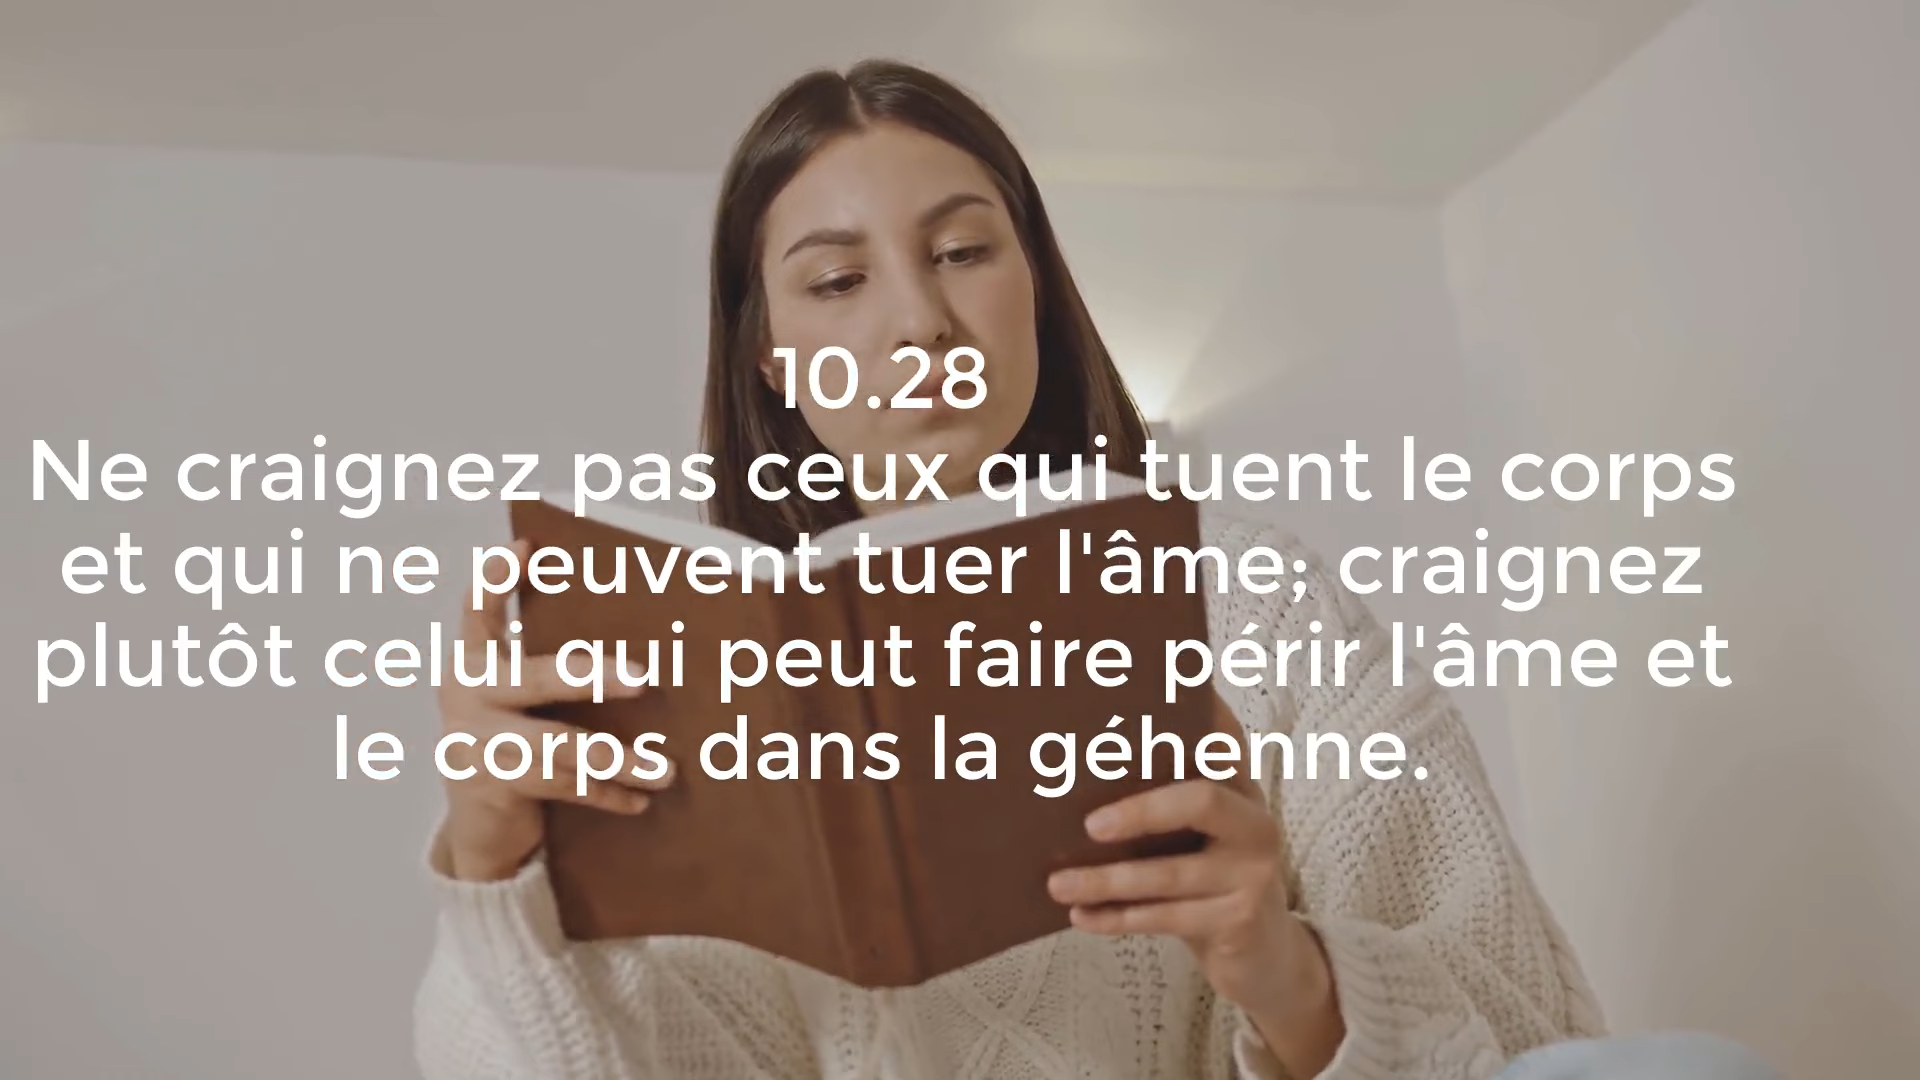 10.28
Ne craignez pas ceux qui tuent le corps
et qui ne peuvent tuer l'âme; craignez
plutôt celui qui peut faire périr l'âme et
le corps dans la géhenne.